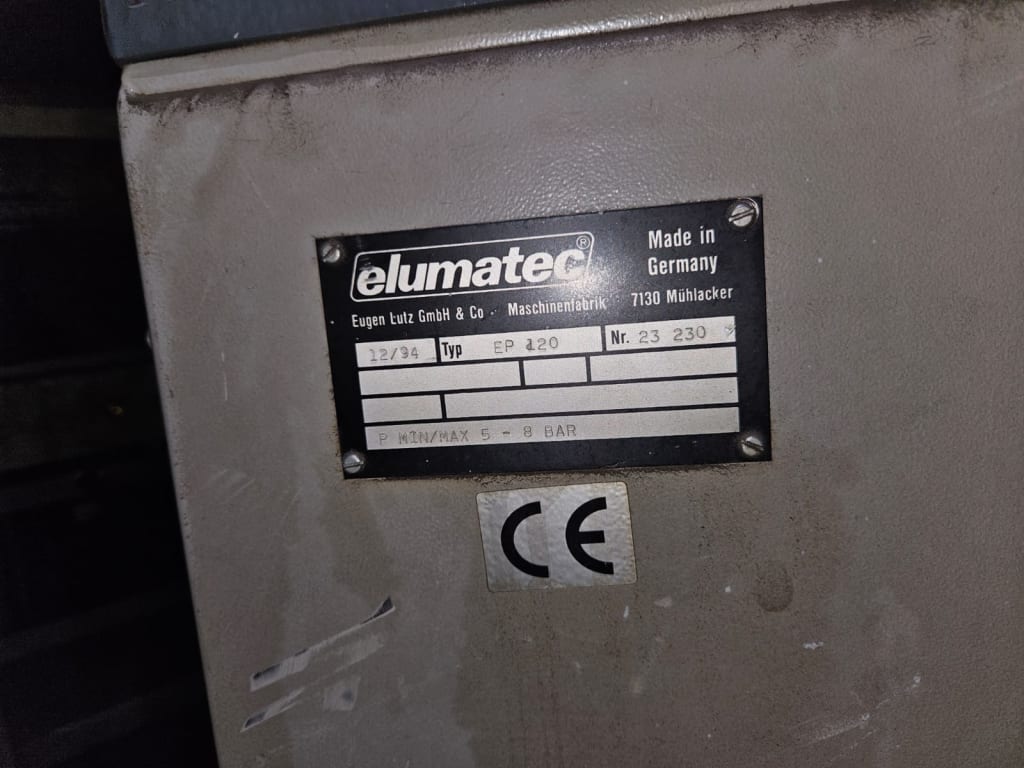 elumatec®
Made in
Germany
Eugen Lutz GmbH & Co · Maschinenfabrik · 7130 Mühlacker
12/94 Typ EP 120 Nr. 23 230
P MIN/MAX 5 - 8 BAR
CE